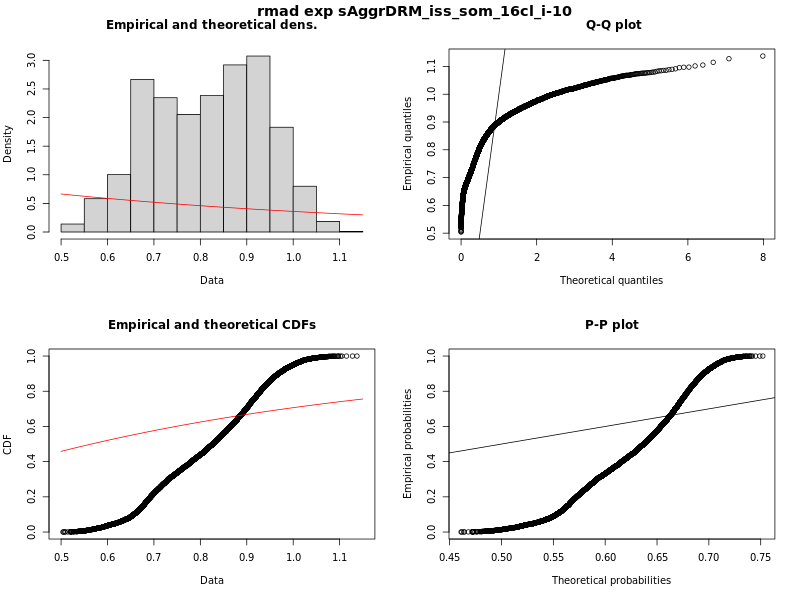 rmad exp sAggrDRM_iss_som_16cl_i-10
Empirical and theoretical dens.
Density
0.0 0.5 1.0 1.5 2.0 2.5 3.0
0.5 0.6 0.7 0.8 0.9 1.0 1.1
Data
Q-Q plot
Empirical quantiles
0.5 0.6 0.7 0.8 0.9 1.0 1.1
0 2 4 6 8
Theoretical quantiles
Empirical and theoretical CDFs
CDF
0.0 0.2 0.4 0.6 0.8 1.0
0.5 0.6 0.7 0.8 0.9 1.0 1.1
Data
P-P plot
Empirical probabilities
0.0 0.2 0.4 0.6 0.8 1.0
0.45 0.50 0.55 0.60 0.65 0.70 0.75
Theoretical probabilities